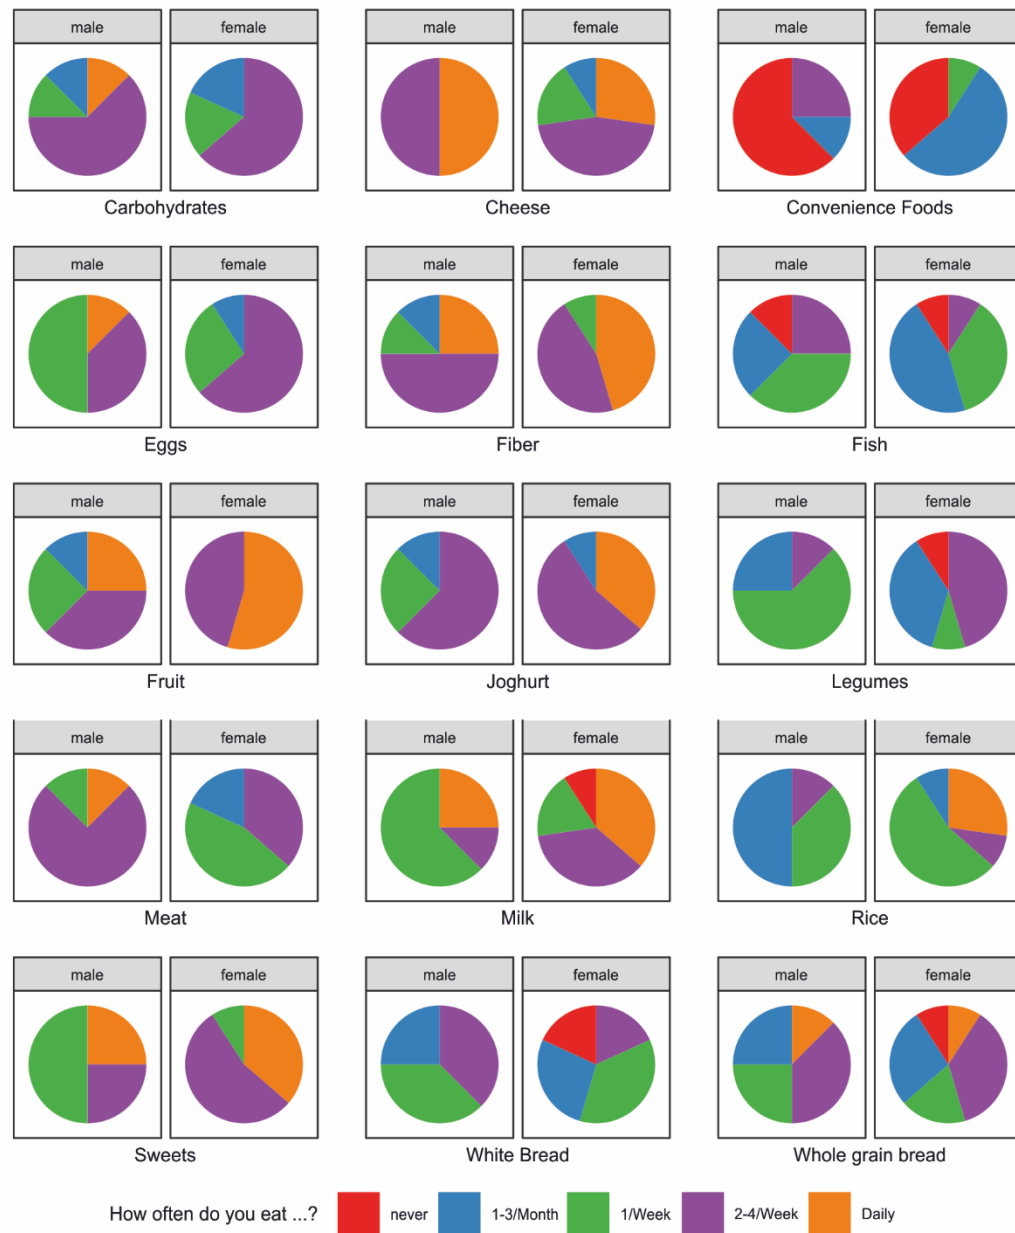 male female male female male female
Carbohydrates Cheese Convenience Foods
male female male female male female
Eggs Fiber Fish
male female male female male female
Fruit Joghurt Legumes
male female male female male female
Meat Milk Rice
male female male female male female
Sweets White Bread Whole grain bread
How often do you eat ...? never 1-3/Month 1/Week 2-4/Week Daily